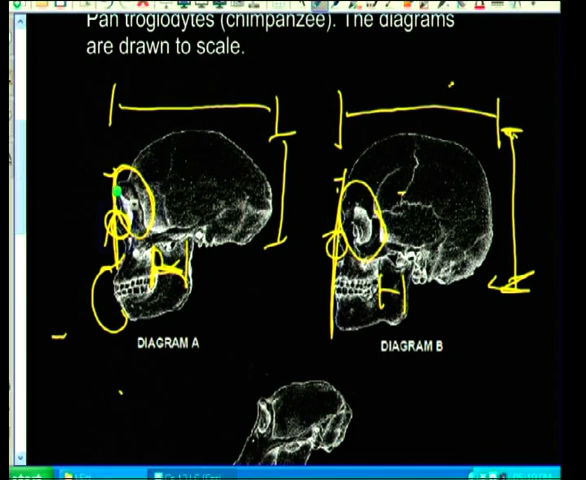 Pan troglodytes (chimpanzee). The diagrams
are drawn to scale.
DIAGRAM A
DIAGRAM B